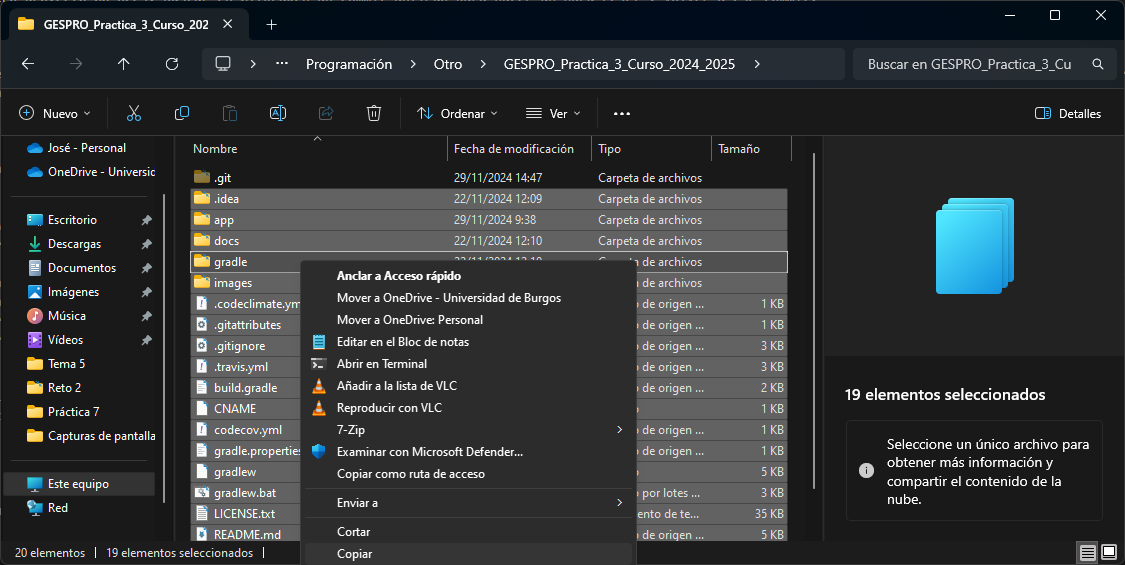 GESPRO_Practica_3_Curso_202
Programación
Otro
GESPRO_Practica_3_Curso_2024_2025
Buscar en GESPRO_Practica_3_Cu
Nuevo
Ordenar
Ver
Detalles
José - Personal
OneDrive - Universic
Escritorio
Descargas
Documentos
Imágenes
Música
Vídeos
Tema 5
Reto 2
Práctica 7
Capturas de pantalla
Este equipo
Red
Nombre Fecha de modificación Tipo Tamaño
.git 29/11/2024 14:47 Carpeta de archivos
.idea 22/11/2024 12:09 Carpeta de archivos
app 29/11/2024 9:38 Carpeta de archivos
docs 22/11/2024 12:10 Carpeta de archivos
gradle de archivos
images de archivos
.codeclimate.ym de origen ... 1 KB
.gitattributes de origen ... 1 KB
.gitignore de origen ... 3 KB
.travis.yml de origen ... 1 KB
build.gradle de origen ... 2 KB
CNAME 1 KB
codecov.yml de origen ... 1 KB
gradle.properties de origen ... 1 KB
gradlew 5 KB
gradlew.bat por lotes ... 3 KB
LICENSE.txt ento de te... 35 KB
README.md de origen ... 5 KB
Anclar a Acceso rápido
Mover a OneDrive - Universidad de Burgos
Mover a OneDrive: Personal
Editar en el Bloc de notas
Abrir en Terminal
Añadir a la lista de VLC
Reproducir con VLC
7-Zip
Examinar con Microsoft Defender...
Copiar como ruta de acceso
Enviar a
Cortar
Copiar
19 elementos seleccionados
Seleccione un único archivo para
obtener más información y
compartir el contenido de la
nube.
20 elementos
19 elementos seleccionados